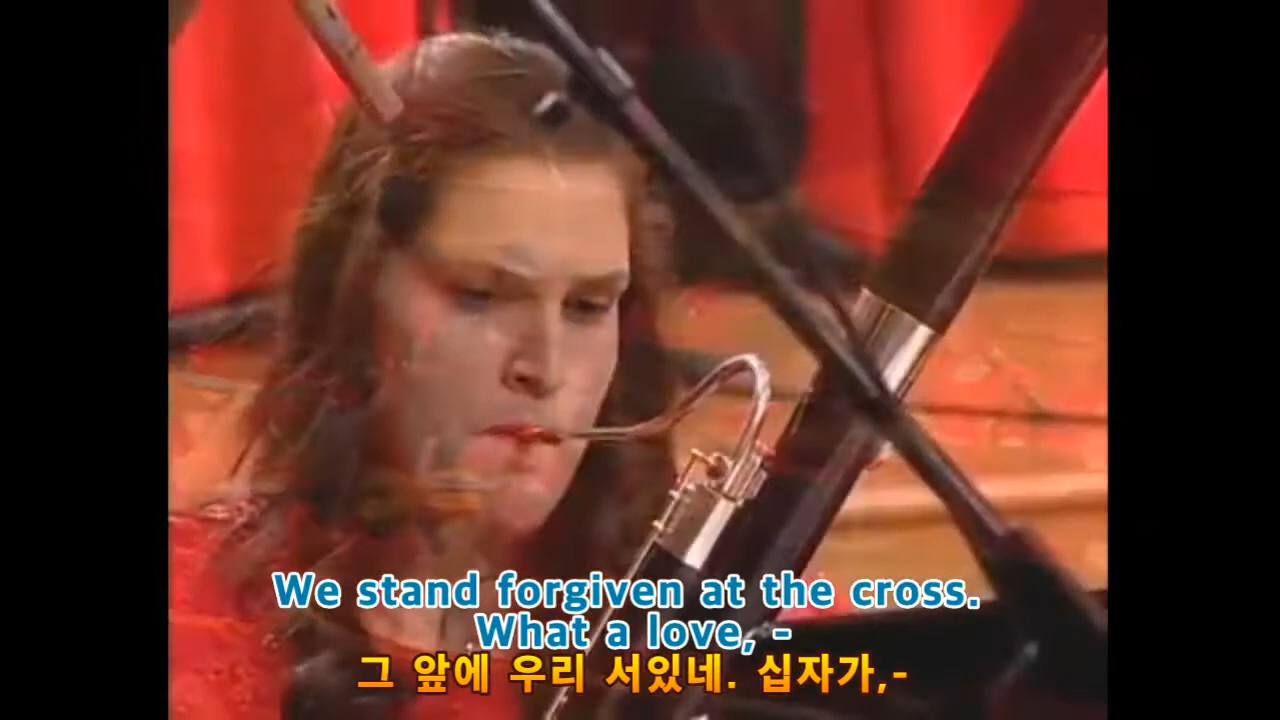 We stand forgiven at the cross.
What a love, -
그 앞에 우리 서있네. 십자가,-